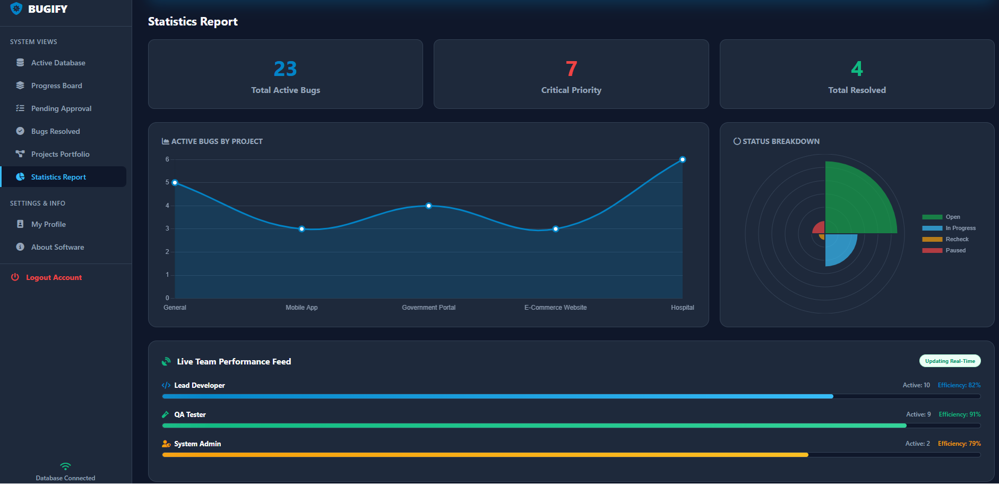 BUGIFY
SYSTEM VIEWS
Active Database
Progress Board
Pending Approval
Bugs Resolved
Projects Portfolio
Statistics Report
SETTINGS & INFO
My Profile
About Software
Logout Account
Database Connected
Statistics Report
23
Total Active Bugs
7
Critical Priority
4
Total Resolved
ACTIVE BUGS BY PROJECT
6
5
4
3
2
1
0
General
Mobile App
Government Portal
E-Commerce Website
Hospital
STATUS BREAKDOWN
Open
In Progress
Recheck
Paused
Live Team Performance Feed
Updating Real-Time
Lead Developer
Active: 10 Efficiency: 82%
QA Tester
Active: 9 Efficiency: 91%
System Admin
Active: 2 Efficiency: 79%